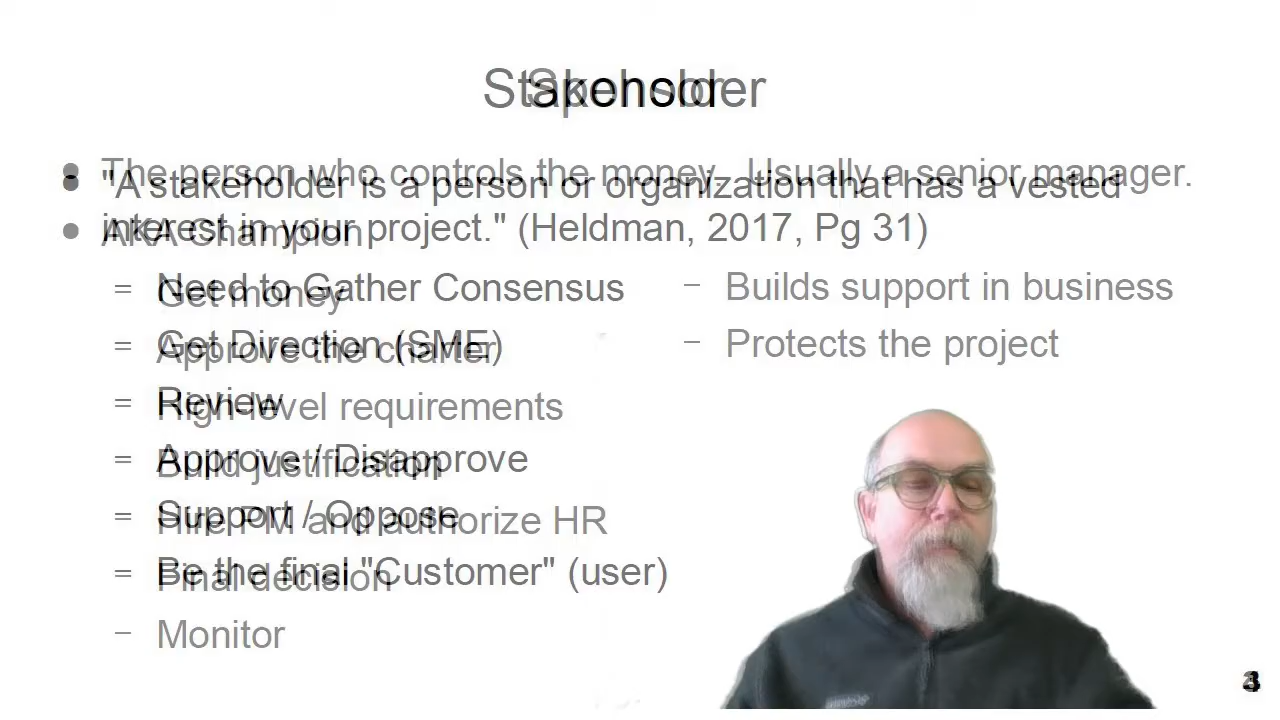 Stakeholder
"A stakeholder is a person or organization that has a vested
interest in your project." (Heldman, 2017, Pg 31)
– Need to Gather Consensus
– Get Direction (SME)
– Review
– Approve / Disapprove
– Support / Oppose
– Be the final "Customer" (user)
Sponsor
The person who controls the money. Usually a senior manager.
AKA Champion
– Get money
– Approve the charter
– High-level requirements
– Build justification
– Hire PM and authorize HR
– Final decision
– Monitor
– Builds support in business
– Protects the project